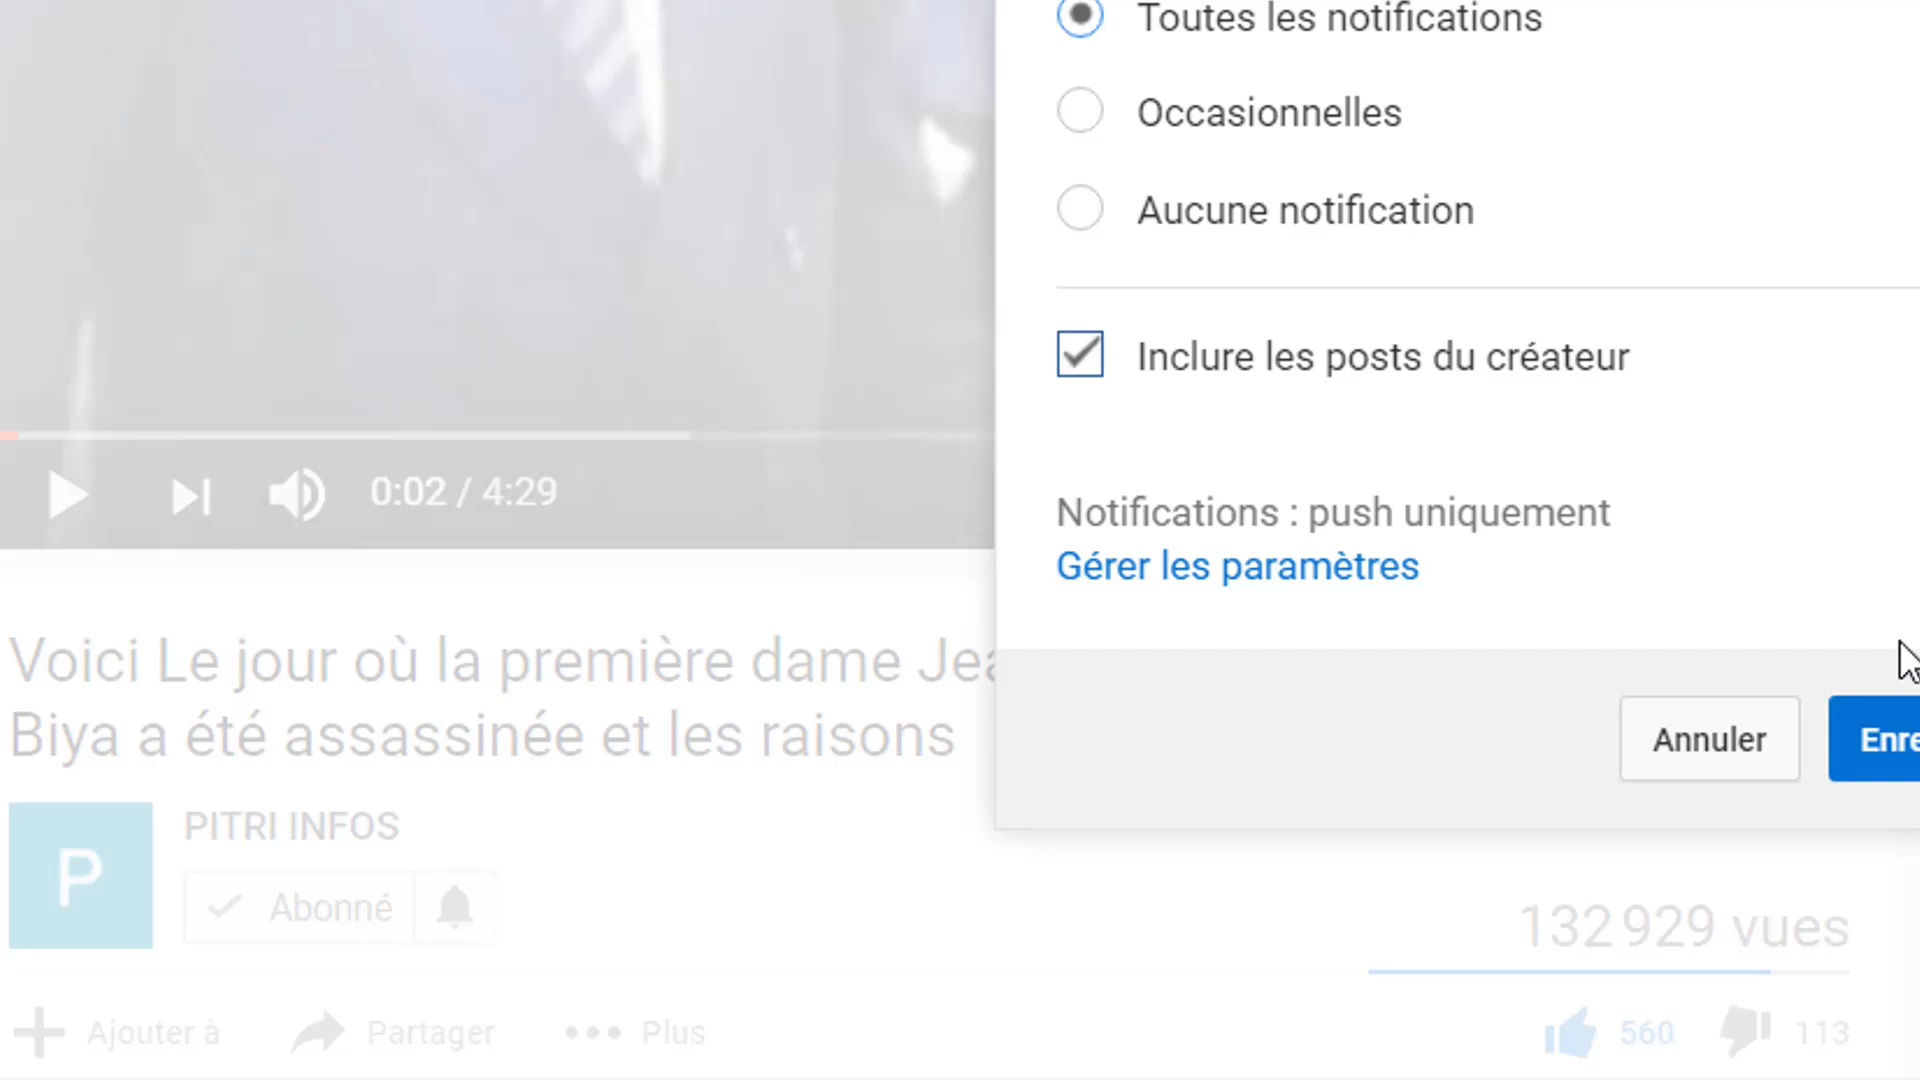 Toutes les notifications
Occasionnelles
Aucune notification
Inclure les posts du créateur
Notifications : push uniquement
Gérer les paramètres
Annuler
Enre
0:02 / 4:29
Voici Le jour où la première dame Jea
Biya a été assassinée et les raisons
P
PITRI INFOS
Abonné
132 929 vues
Ajouter à
Partager
Plus
560
113